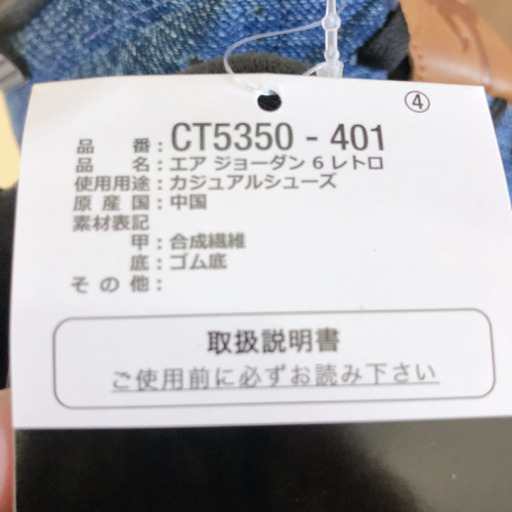 ④
品番：CT5350 - 401
品名：エア ジョーダン 6 レトロ
使用用途：カジュアルシューズ
原産国：中国
素材表記
甲：合成繊維
底：ゴム底
その他：
取扱説明書
ご使用前に必ずお読み下さい